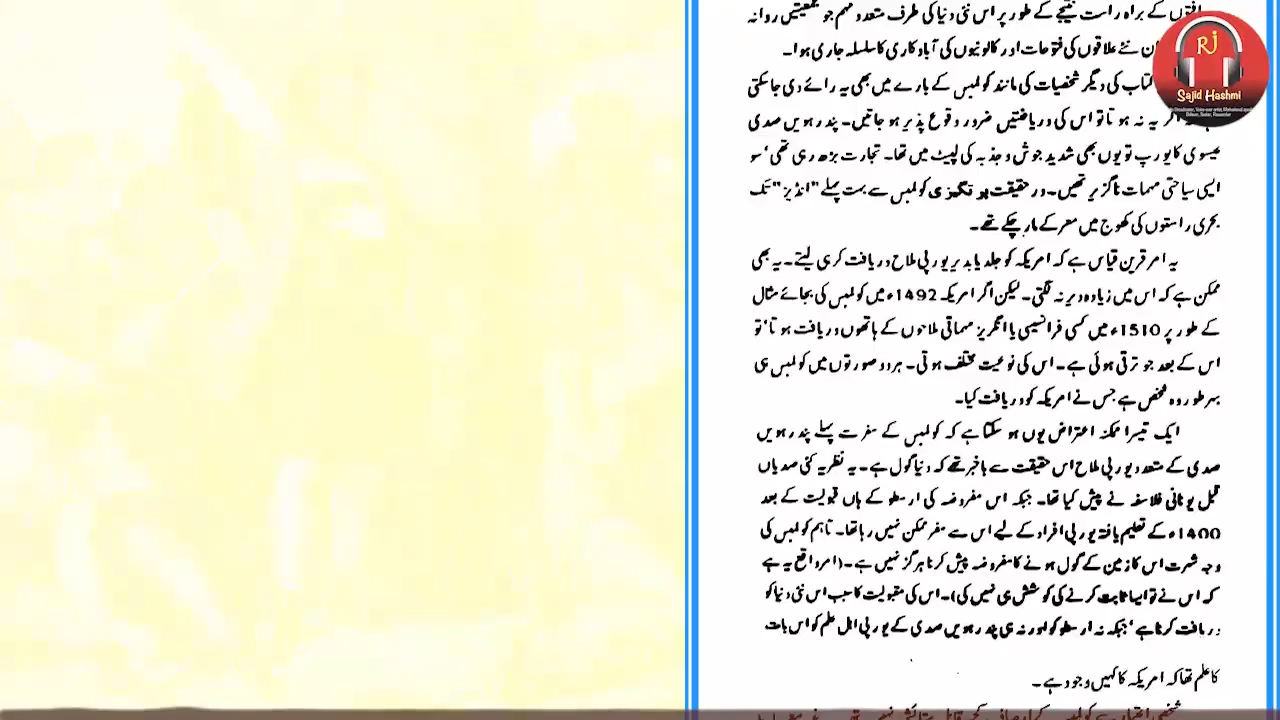 کے براہ راست نتیجے کے طور پر اس نئی دنیا کی طرف متعدد مہم جو جمعیتیں روانہ
ان نئے علاقوں کی فتوحات اور کالونیوں کی آباد کاری کا سلسلہ جاری ہوا۔
کتاب کی دیگر شخصیات کی مانند کولمبس کے بارے میں بھی یہ رائے دی جا سکتی
یہ نہ ہوتا تو اس کی دریافتیں ضرور وقوع پذیر ہو جاتیں۔ پندرہویں صدی
عیسوی کا یورپ تو یوں بھی شدید جوش و جذبہ کی لپیٹ میں تھا۔ تجارت بڑھ رہی تھی' سو
ایسی سیاحتی مہمات ناگزیر تھیں۔ درحقیقت پرتگیزی کولمبس سے بہت پہلے "انڈیز" تک
بحری راستوں کی کھوج میں معرکے مار چکے تھے۔
یہ امر قرین قیاس ہے کہ امریکہ کو جلد یا بدیر یورپی ملاح دریافت کر ہی لیتے۔ یہ بھی
ممکن ہے کہ اس میں زیادہ دیر نہ لگتی۔ لیکن اگر امریکہ 1492ء میں کولمبس کی بجائے مثال
کے طور پر 1510ء میں کسی فرانسیسی یا انگریز مہماتی ملاحوں کے ہاتھوں دریافت ہوتا' تو
اس کے بعد جو ترقی ہوئی ہے۔ اس کی نوعیت مختلف ہوتی۔ ہر دو صورتوں میں کولمبس ہی
بہر طور وہ شخص ہے جس نے امریکہ کو دریافت کیا۔
ایک تیسرا ممکنہ اعتراض یوں ہو سکتا ہے کہ کولمبس کے سفر سے پہلے پندرہویں
صدی کے متعدد یورپی ملاح اس حقیقت سے باخبر تھے کہ دنیا گول ہے۔ یہ نظریہ کئی صدیاں
قبل یونانی فلاسفہ نے پیش کیا تھا۔ جبکہ اس مفروضہ کی ارسطو کے ہاں قبولیت کے بعد
1400ء کے تعلیم یافتہ یورپی افراد کے لیے اس سے مفر ممکن نہیں رہا تھا۔ تاہم کولمبس کی
وجہ شہرت اس کا زمین کے گول ہونے کا مفروضہ پیش کرنا ہرگز نہیں ہے۔ (امر واقع یہ ہے
کہ اس نے تو ایسا ثابت کرنے کی کوشش ہی نہیں کی)۔ اس کی مقبولیت کا سبب اس نئی دنیا کو
دریافت کرنا ہے' جبکہ نہ ارسطو کو اور نہ ہی پندرہویں صدی کے یورپی اہل علم کو اس بات
کا علم تھا کہ امریکہ کا کہیں وجود ہے۔
RJ
Sajid Hashmi